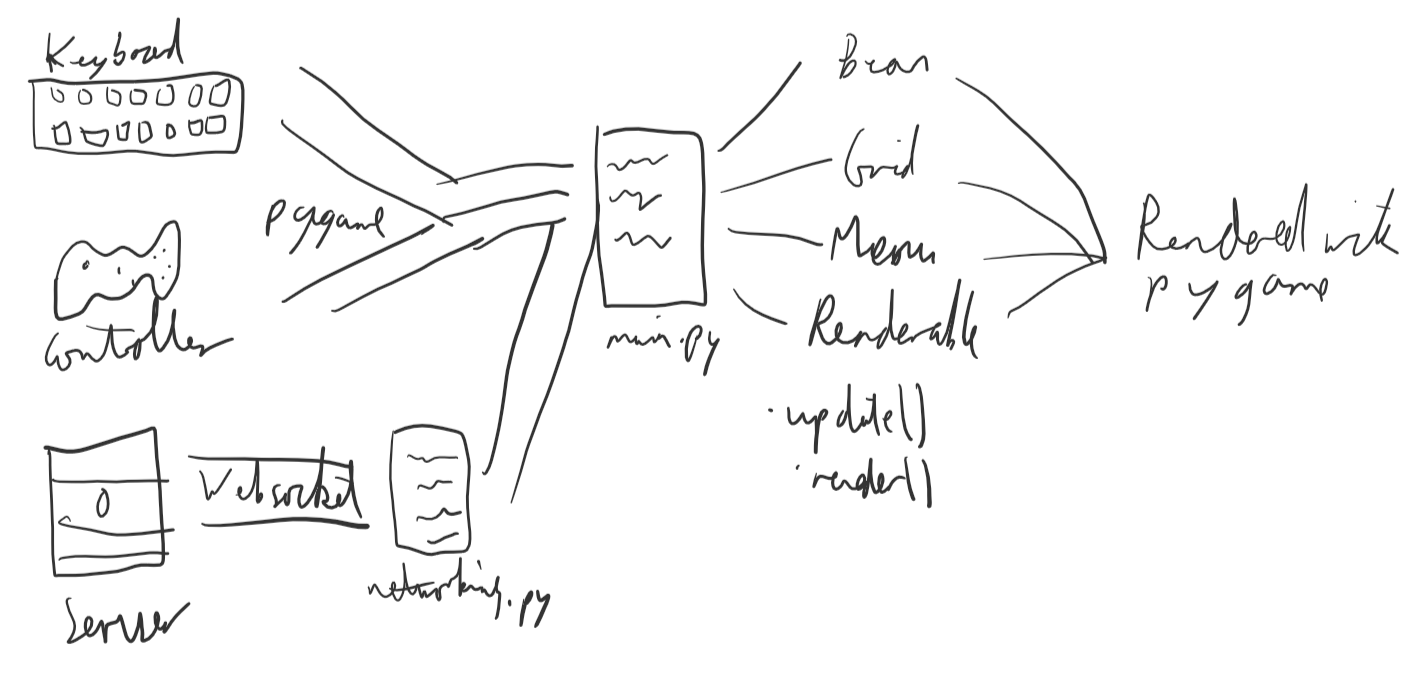 Keyboard
pygame
Controller
Websocket
Server
networking.py
main.py
Bean
Grid
Menu
Renderable
·update()
·render()
Rendered with
pygame